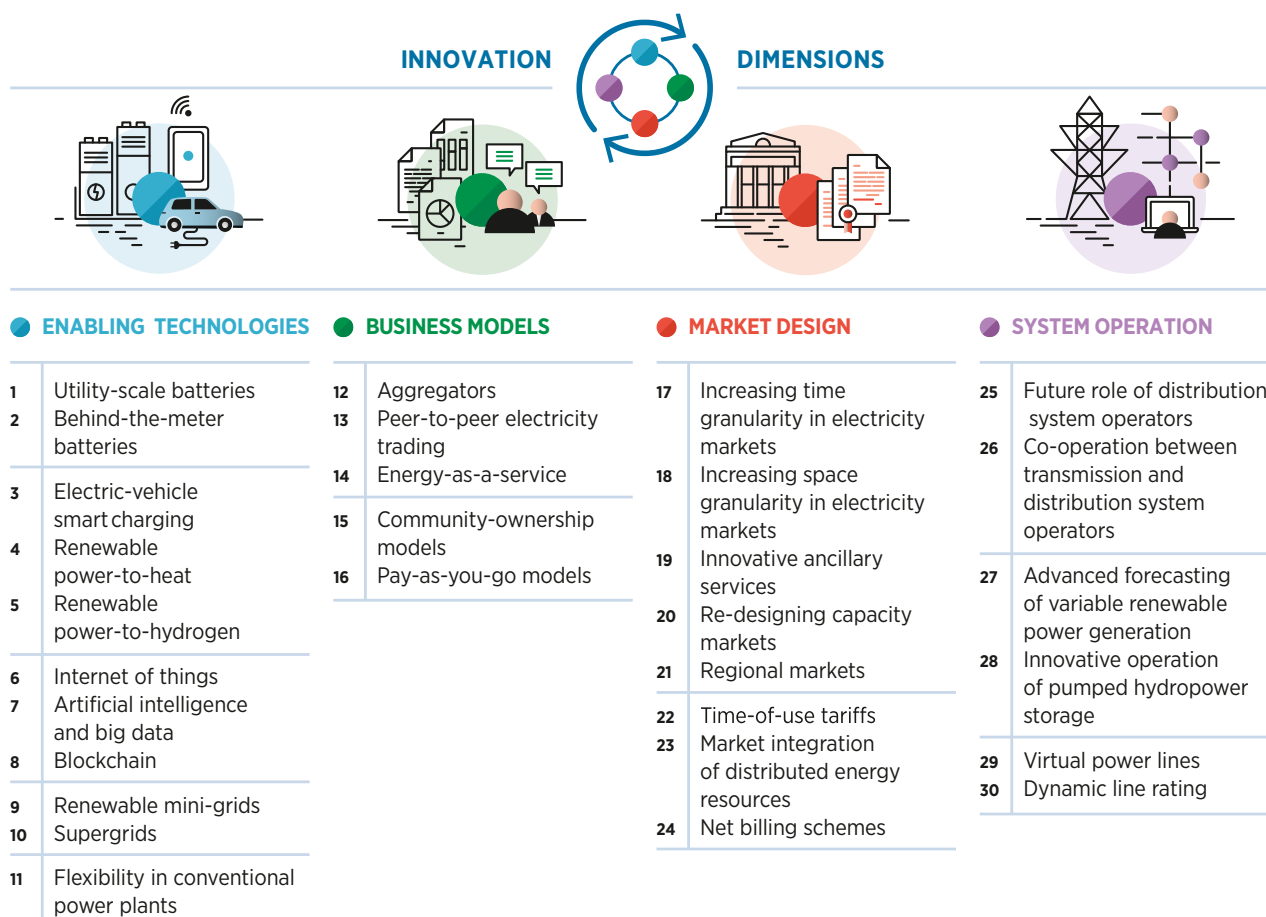 INNOVATION
DIMENSIONS
ENABLING TECHNOLOGIES
1 Utility-scale batteries
2 Behind-the-meter
batteries
3 Electric-vehicle
smart charging
4 Renewable
power-to-heat
5 Renewable
power-to-hydrogen
6 Internet of things
7 Artificial intelligence
and big data
8 Blockchain
9 Renewable mini-grids
10 Supergrids
11 Flexibility in conventional
power plants
BUSINESS MODELS
12 Aggregators
13 Peer-to-peer electricity
trading
14 Energy-as-a-service
15 Community-ownership
models
16 Pay-as-you-go models
MARKET DESIGN
17 Increasing time
granularity in electricity
markets
18 Increasing space
granularity in electricity
markets
19 Innovative ancillary
services
20 Re-designing capacity
markets
21 Regional markets
22 Time-of-use tariffs
23 Market integration
of distributed energy
resources
24 Net billing schemes
SYSTEM OPERATION
25 Future role of distribution
system operators
26 Co-operation between
transmission and
distribution system
operators
27 Advanced forecasting
of variable renewable
power generation
28 Innovative operation
of pumped hydropower
storage
29 Virtual power lines
30 Dynamic line rating